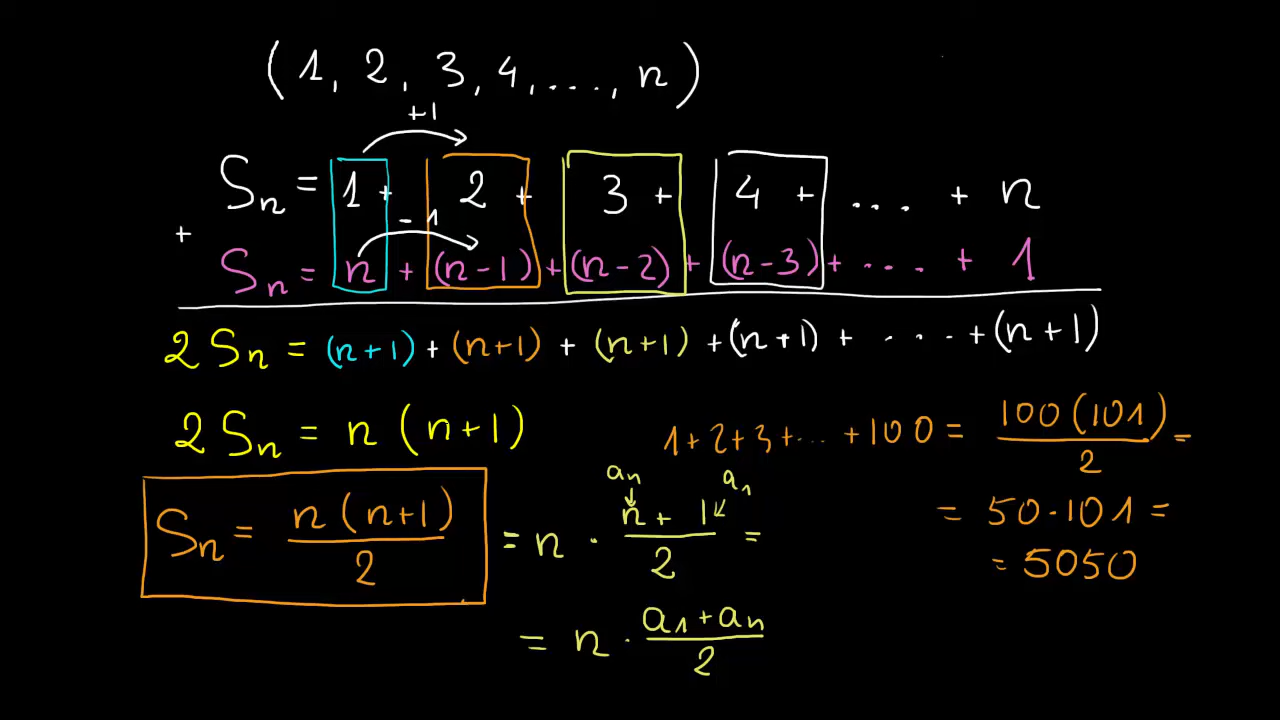 (1, 2, 3, 4, ..., n)
+1
Sn = 1 + 2 + 3 + 4 + .... + n
+ -1
Sn = n + (n-1) + (n-2) + (n-3) + .... + 1
2Sn = (n+1) + (n+1) + (n+1) + (n+1) + .... + (n+1)
2Sn = n (n+1)
1+2+3+...+100 = 100(101)/2 =
= 50·101 =
= 5050
Sn = n(n+1)/2 = n · (n+1)/2 =
an a1
= n · (a1+an)/2